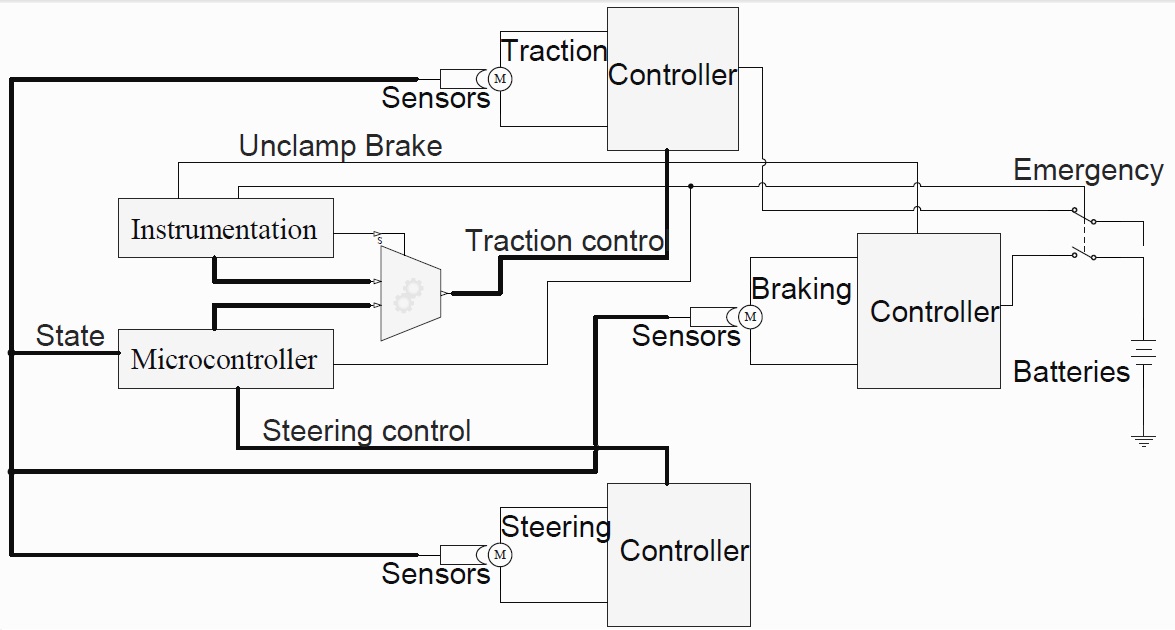 Traction
Controller
M
Sensors
Unclamp Brake
Emergency
Instrumentation
S
Traction control
Braking
Controller
M
Sensors
State
Microcontroller
Batteries
Steering control
Steering
Controller
M
Sensors